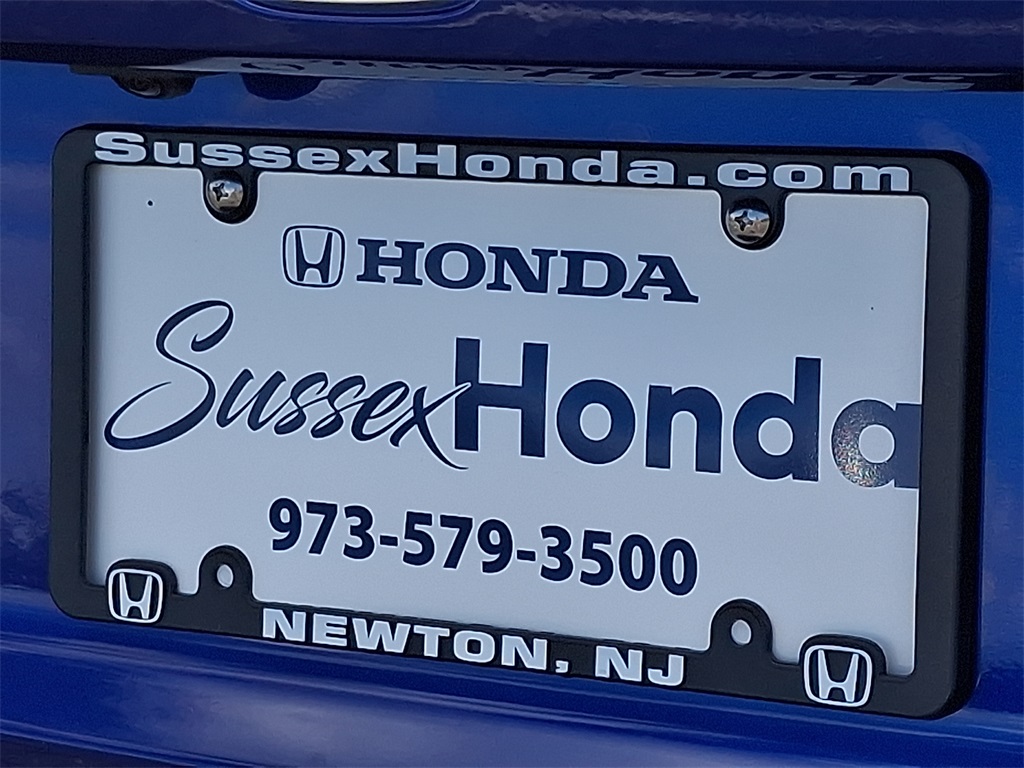 SussexHonda.com
HONDA
SussexHonda
973-579-3500
NEWTON, NJ